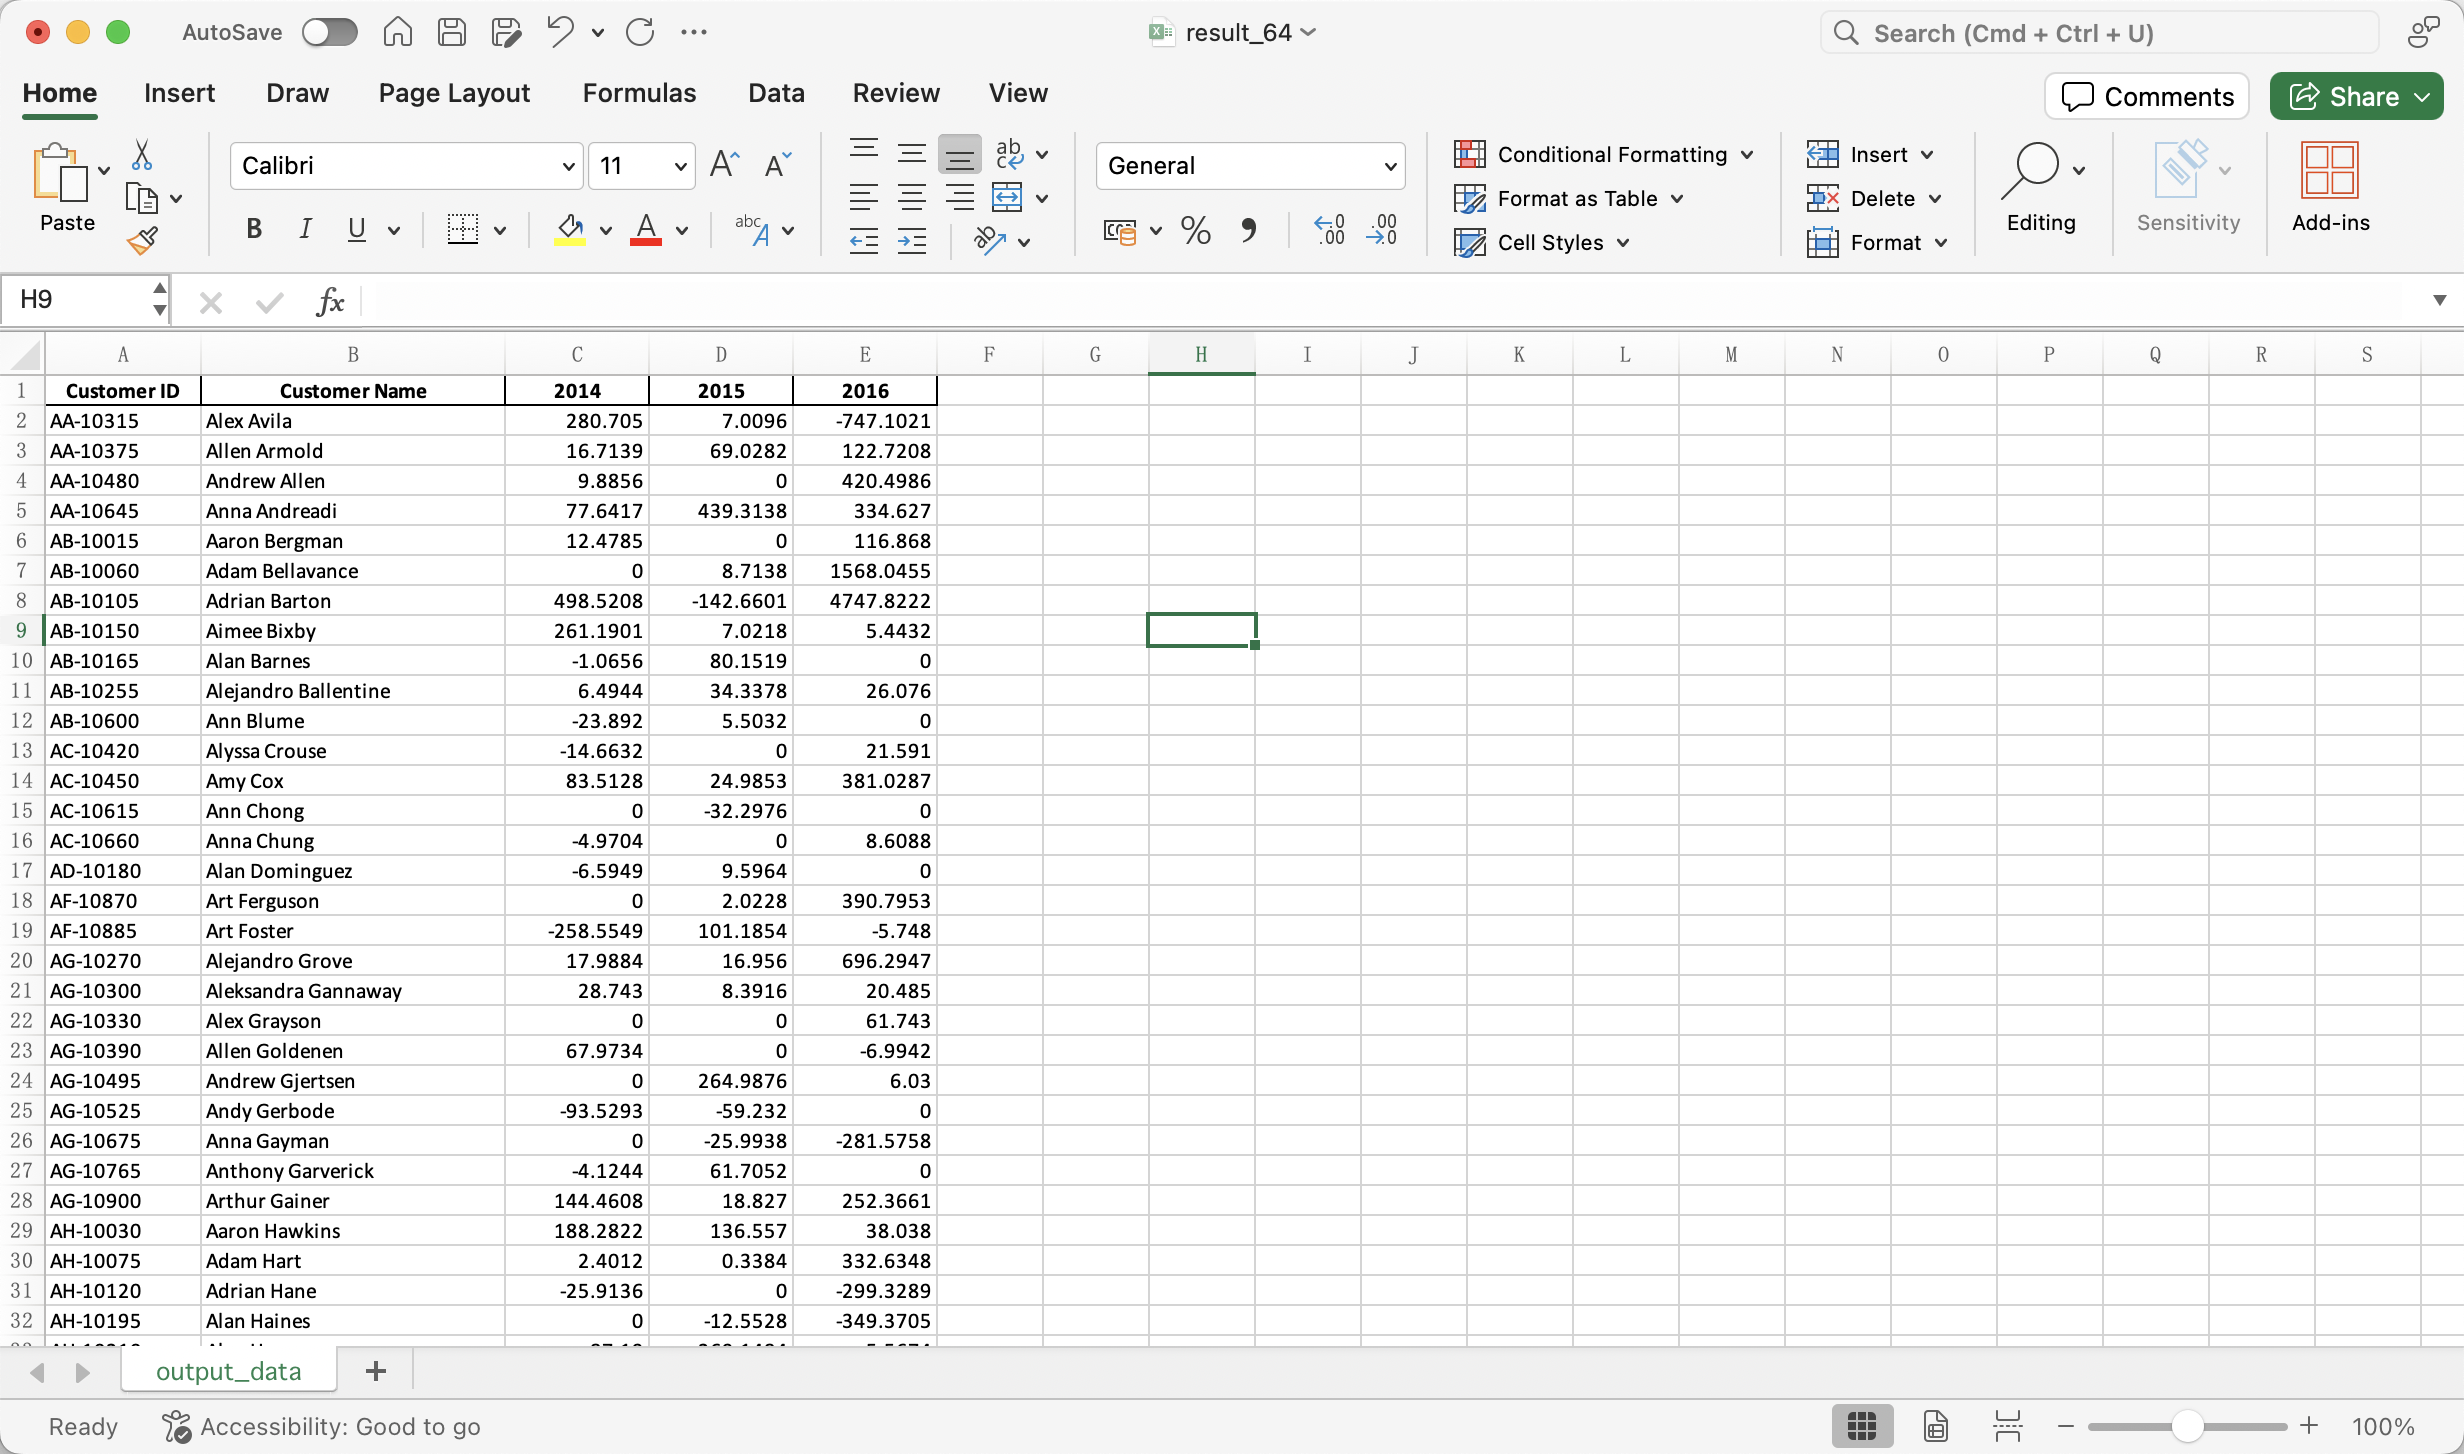 AutoSave
result_64
Search (Cmd + Ctrl + U)
Home Insert Draw Page Layout Formulas Data Review View
Comments Share
Paste
Calibri 11
General
Conditional Formatting
Format as Table
Cell Styles
Insert
Delete
Format
Editing
Sensitivity
Add-ins
H9
fx
A B C D E F G H I J K L M N O P Q R S
1 Customer ID Customer Name 2014 2015 2016
2 AA-10315 Alex Avila 280.705 7.0096 -747.1021
3 AA-10375 Allen Armold 16.7139 69.0282 122.7208
4 AA-10480 Andrew Allen 9.8856 0 420.4986
5 AA-10645 Anna Andreadi 77.6417 439.3138 334.627
6 AB-10015 Aaron Bergman 12.4785 0 116.868
7 AB-10060 Adam Bellavance 0 8.7138 1568.0455
8 AB-10105 Adrian Barton 498.5208 -142.6601 4747.8222
9 AB-10150 Aimee Bixby 261.1901 7.0218 5.4432
10 AB-10165 Alan Barnes -1.0656 80.1519 0
11 AB-10255 Alejandro Ballentine 6.4944 34.3378 26.076
12 AB-10600 Ann Blume -23.892 5.5032 0
13 AC-10420 Alyssa Crouse -14.6632 0 21.591
14 AC-10450 Amy Cox 83.5128 24.9853 381.0287
15 AC-10615 Ann Chong 0 -32.2976 0
16 AC-10660 Anna Chung -4.9704 0 8.6088
17 AD-10180 Alan Dominguez -6.5949 9.5964 0
18 AF-10870 Art Ferguson 0 2.0228 390.7953
19 AF-10885 Art Foster -258.5549 101.1854 -5.748
20 AG-10270 Alejandro Grove 17.9884 16.956 696.2947
21 AG-10300 Aleksandra Gannaway 28.743 8.3916 20.485
22 AG-10330 Alex Grayson 0 0 61.743
23 AG-10390 Allen Goldenen 67.9734 0 -6.9942
24 AG-10495 Andrew Gjertsen 0 264.9876 6.03
25 AG-10525 Andy Gerbode -93.5293 -59.232 0
26 AG-10675 Anna Gayman 0 -25.9938 -281.5758
27 AG-10765 Anthony Garverick -4.1244 61.7052 0
28 AG-10900 Arthur Gainer 144.4608 18.827 252.3661
29 AH-10030 Aaron Hawkins 188.2822 136.557 38.038
30 AH-10075 Adam Hart 2.4012 0.3384 332.6348
31 AH-10120 Adrian Hane -25.9136 0 -299.3289
32 AH-10195 Alan Haines 0 -12.5528 -349.3705
output_data +
Ready Accessibility: Good to go 100%